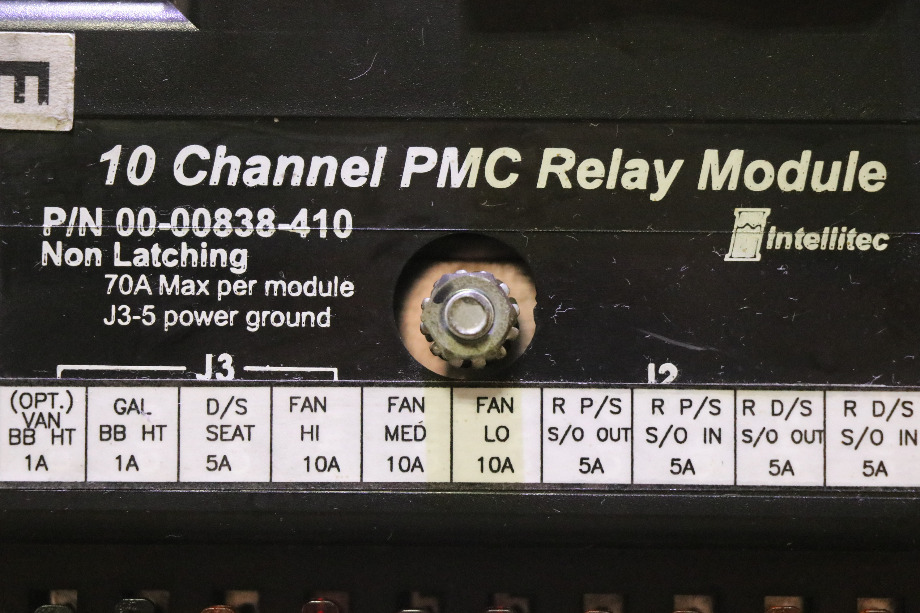 E
10 Channel PMC Relay Module
P/N 00-00838-410
Non Latching
70A Max per module
J3-5 power ground
Intellitec
J3
J2
(OPT.) VAN BB HT 1A
GAL BB HT 1A
D/S SEAT 5A
FAN HI 10A
FAN MED 10A
FAN LO 10A
R P/S S/O OUT 5A
R P/S S/O IN 5A
R D/S S/O OUT 5A
R D/S S/O IN 5A